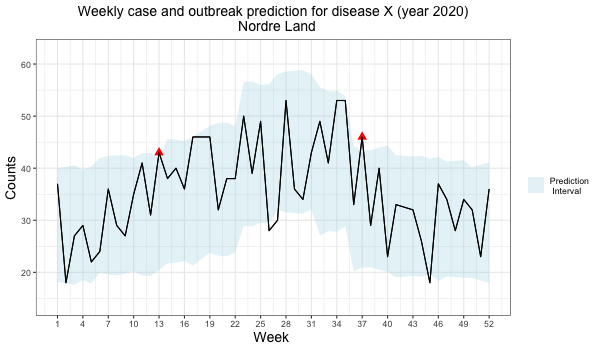 Weekly case and outbreak prediction for disease X (year 2020)
Nordre Land
Counts
60
50
40
30
20
1 4 7 10 13 16 19 22 25 28 31 34 37 40 43 46 49 52
Week
Prediction
Interval